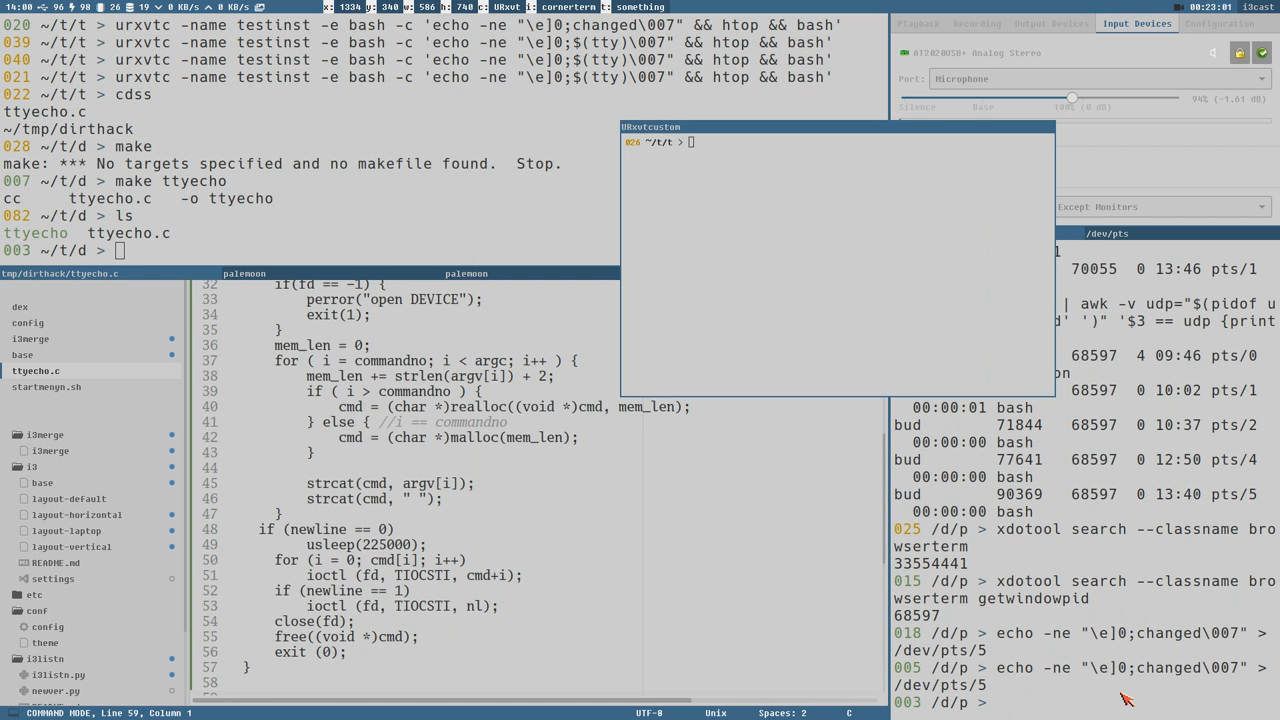 14:00 96 98 26 19 0 KB/s 0 KB/s x: 1334 y: 340 w: 586 h: 740 c: URxvt i: cornerterm t: something 00:23:01 i3cast
020 ~/t/t > urxvtc -name testinst -e bash -c 'echo -ne "\e]0;changed\007" && htop && bash'
039 ~/t/t > urxvtc -name testinst -e bash -c 'echo -ne "\e]0;$(tty)\007" && htop && bash'
040 ~/t/t > urxvtc -name testinst -e bash -c 'echo -ne "\e]0;$(tty)\007" && htop && bash'
021 ~/t/t > urxvtc -name testinst -e bash -c 'echo -ne "\e]0;$(tty)\007" && htop && bash'
022 ~/t/t > cdss
ttyecho.c
~/tmp/dirthack
028 ~/t/d > make
make: *** No targets specified and no makefile found.  Stop.
007 ~/t/d > make ttyecho
cc     ttyecho.c   -o ttyecho
082 ~/t/d > ls
ttyecho  ttyecho.c
003 ~/t/d >
Playback Recording Output Devices Input Devices Configuration
AT2020USB+ Analog Stereo
Port: Microphone
94% (-1.61 dB)
Silence Base 100% (0 dB)
Except Monitors
URxvtcustom
026 ~/t/t >
tmp/dirthack/ttyecho.c palemoon palemoon
dex
config
i3merge
base
ttyecho.c
startmenyn.sh
i3merge
i3merge
i3
base
layout-default
layout-horizontal
layout-laptop
layout-vertical
README.md
settings
etc
conf
config
theme
i3listn
i3listn.py
newver.py
32 if(fd == -1) {
33 perror("open DEVICE");
34 exit(1);
35 }
36 mem_len = 0;
37 for ( i = commandno; i < argc; i++ ) {
38 mem_len += strlen(argv[i]) + 2;
39 if ( i > commandno ) {
40 cmd = (char *)realloc((void *)cmd, mem_len);
41 } else { //i == commandno
42 cmd = (char *)malloc(mem_len);
43 }
44
45 strcat(cmd, argv[i]);
46 strcat(cmd, " ");
47 }
48 if (newline == 0)
49 usleep(225000);
50 for (i = 0; cmd[i]; i++)
51 ioctl (fd, TIOCSTI, cmd+i);
52 if (newline == 1)
53 ioctl (fd, TIOCSTI, nl);
54 close(fd);
55 free((void *)cmd);
56 exit (0);
57 }
58
COMMAND MODE, Line 59, Column 1 UTF-8 Unix Spaces: 2 C
/dev/pts
70055  0 13:46 pts/1
| awk -v udp="$(pidof u
d' ')" '$3 == udp {print
68597  4 09:46 pts/0
on
68597  0 10:02 pts/1
00:00:01 bash
bud 71844 68597 0 10:37 pts/2
00:00:00 bash
bud 77641 68597 0 12:50 pts/4
00:00:00 bash
bud 90369 68597 0 13:40 pts/5
00:00:00 bash
025 /d/p > xdotool search --classname bro
wserterm
33554441
015 /d/p > xdotool search --classname bro
wserterm getwindowpid
68597
018 /d/p > echo -ne "\e]0;changed\007" >
/dev/pts/5
005 /d/p > echo -ne "\e]0;changed\007" >
/dev/pts/5
003 /d/p >